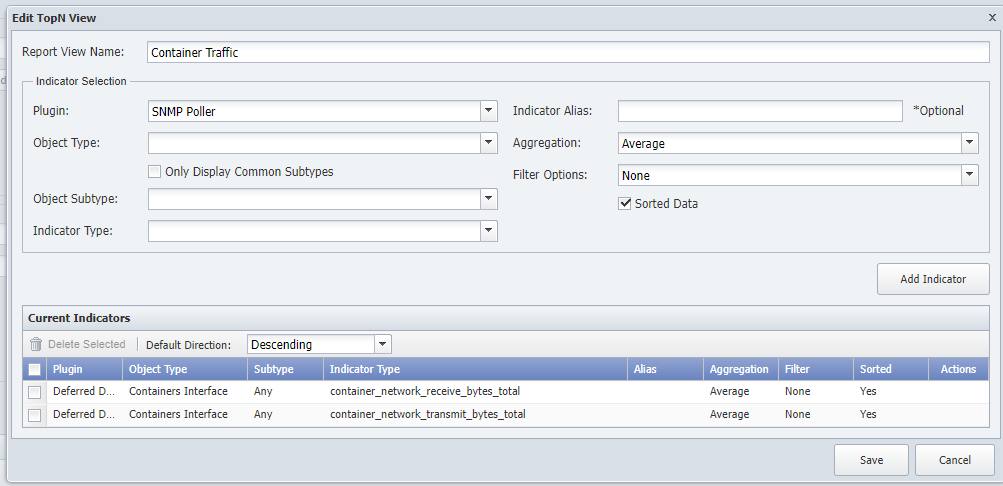 Edit TopN View x
Report View Name: Container Traffic
Indicator Selection
Plugin: SNMP Poller Indicator Alias: *Optional
Object Type: Aggregation: Average
Only Display Common Subtypes Filter Options: None
Object Subtype: Sorted Data
Indicator Type:
Add Indicator
Current Indicators
Delete Selected Default Direction: Descending
Plugin Object Type Subtype Indicator Type Alias Aggregation Filter Sorted Actions
Deferred D... Containers Interface Any container_network_receive_bytes_total Average None Yes
Deferred D... Containers Interface Any container_network_transmit_bytes_total Average None Yes
Save Cancel